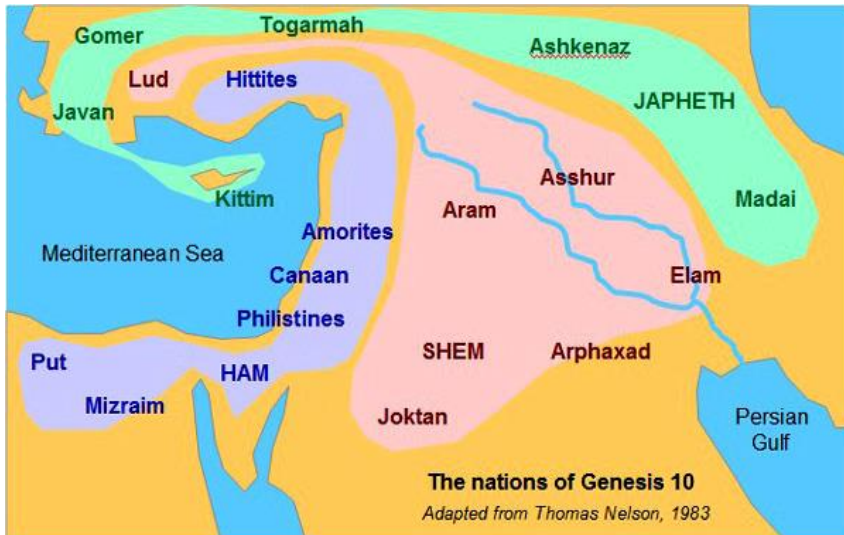 Gomer
Togarmah
Ashkenaz
Lud
Hittites
JAPHETH
Javan
Asshur
Kittim
Aram
Madai
Mediterranean Sea
Amorites
Canaan
Elam
Philistines
Put
HAM
SHEM
Arphaxad
Mizraim
Joktan
Persian
Gulf
The nations of Genesis 10
Adapted from Thomas Nelson, 1983